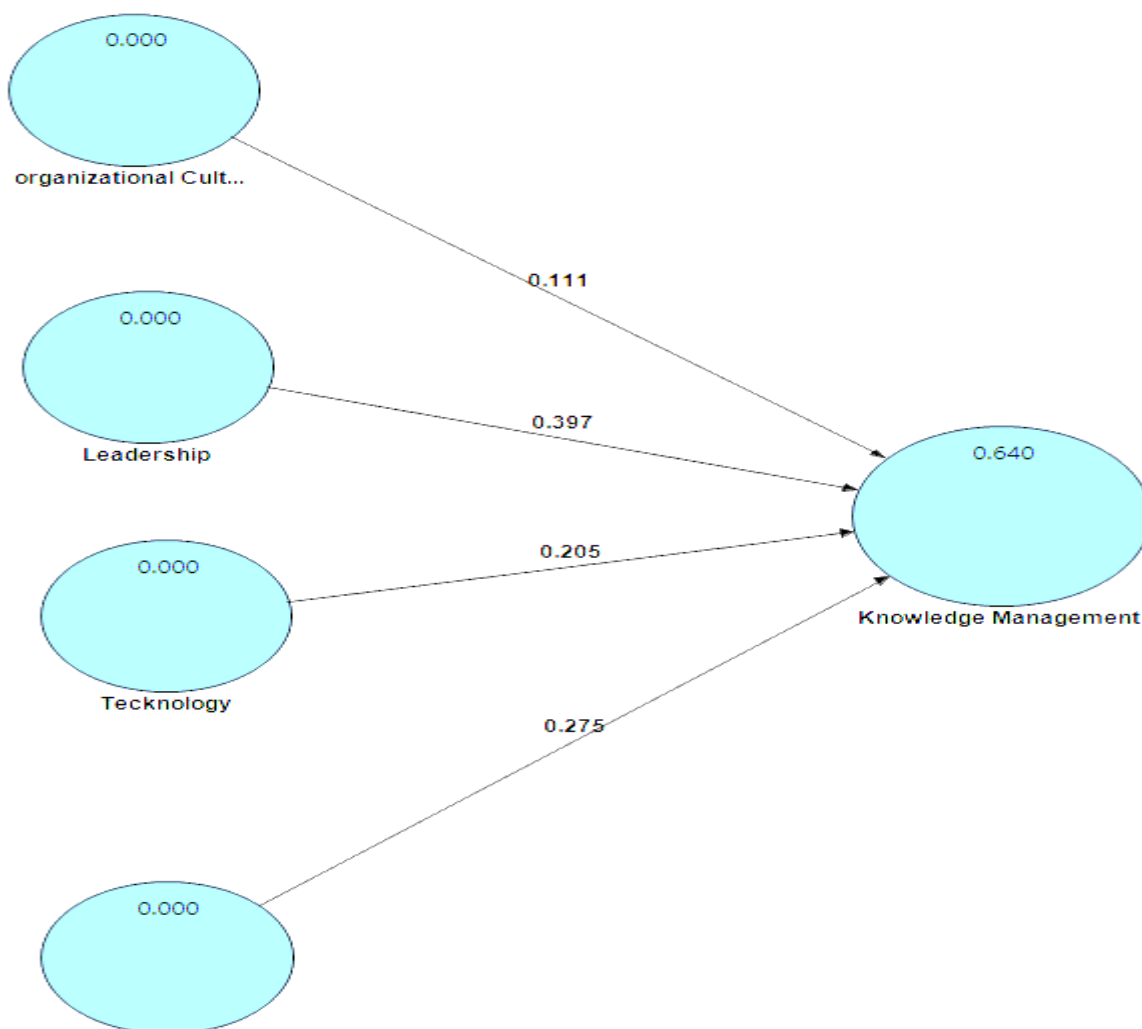 0.000
organizational Cult...
0.111
0.000
Leadership
0.397
0.640
Knowledge Management
0.000
Tecknology
0.205
0.275
0.000